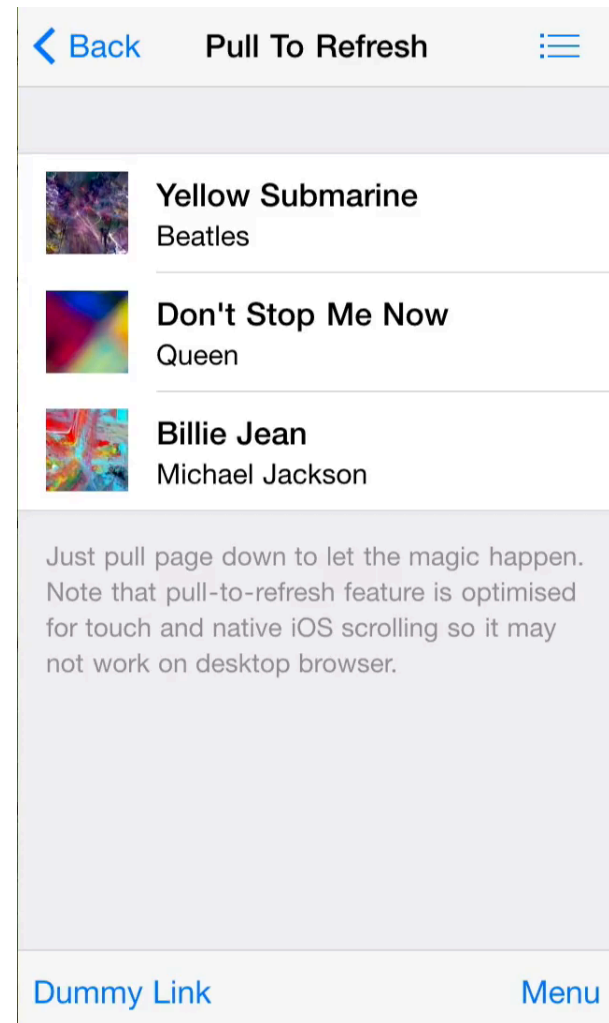 Back
Pull To Refresh
Yellow Submarine
Beatles
Don't Stop Me Now
Queen
Billie Jean
Michael Jackson
Just pull page down to let the magic happen.
Note that pull-to-refresh feature is optimised
for touch and native iOS scrolling so it may
not work on desktop browser.
Dummy Link
Menu